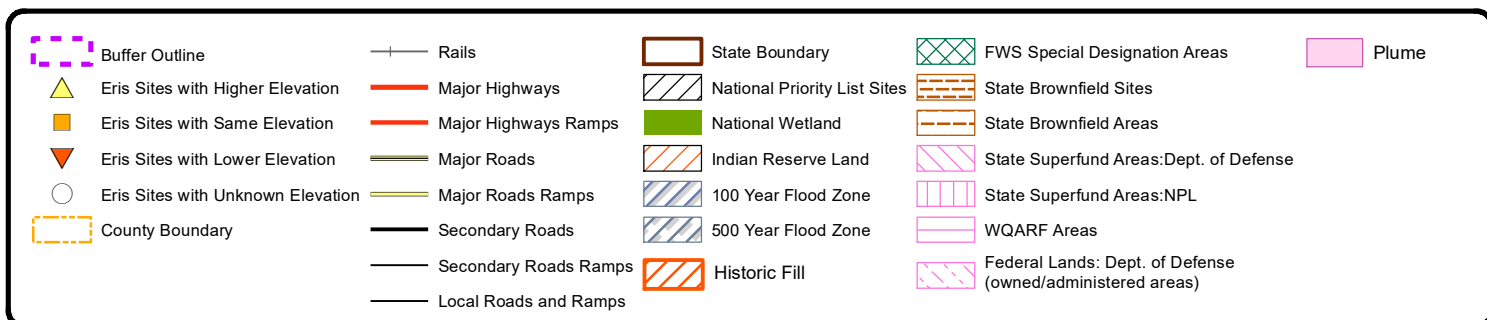 Buffer Outline
Eris Sites with Higher Elevation
Eris Sites with Same Elevation
Eris Sites with Lower Elevation
Eris Sites with Unknown Elevation
County Boundary
Rails
Major Highways
Major Highways Ramps
Major Roads
Major Roads Ramps
Secondary Roads
Secondary Roads Ramps
Local Roads and Ramps
State Boundary
National Priority List Sites
National Wetland
Indian Reserve Land
100 Year Flood Zone
500 Year Flood Zone
Historic Fill
FWS Special Designation Areas
State Brownfield Sites
State Brownfield Areas
State Superfund Areas:Dept. of Defense
State Superfund Areas:NPL
WQARF Areas
Federal Lands: Dept. of Defense
(owned/administered areas)
Plume